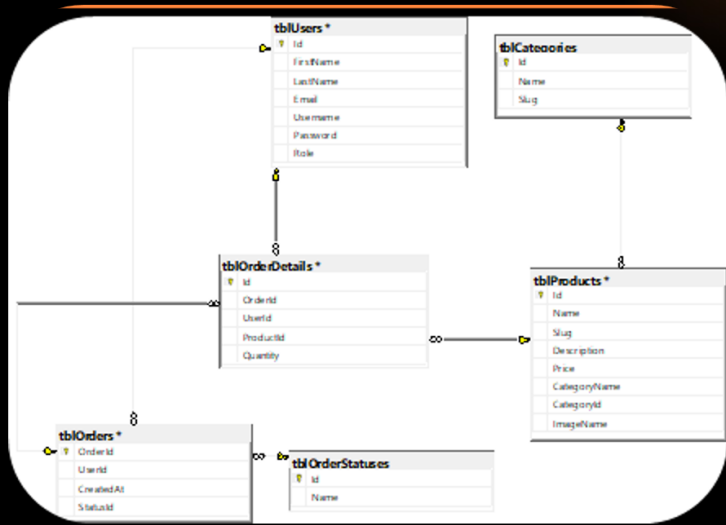 tblUsers *
Id
FirstName
LastName
Email
Username
Password
Role
tblCategories
Id
Name
Slug
tblOrderDetails *
Id
OrderId
UserId
ProductId
Quantity
tblProducts *
Id
Name
Slug
Description
Price
CategoryName
CategoryId
ImageName
tblOrders *
OrderId
UserId
CreatedAt
StatusId
tblOrderStatuses
Id
Name